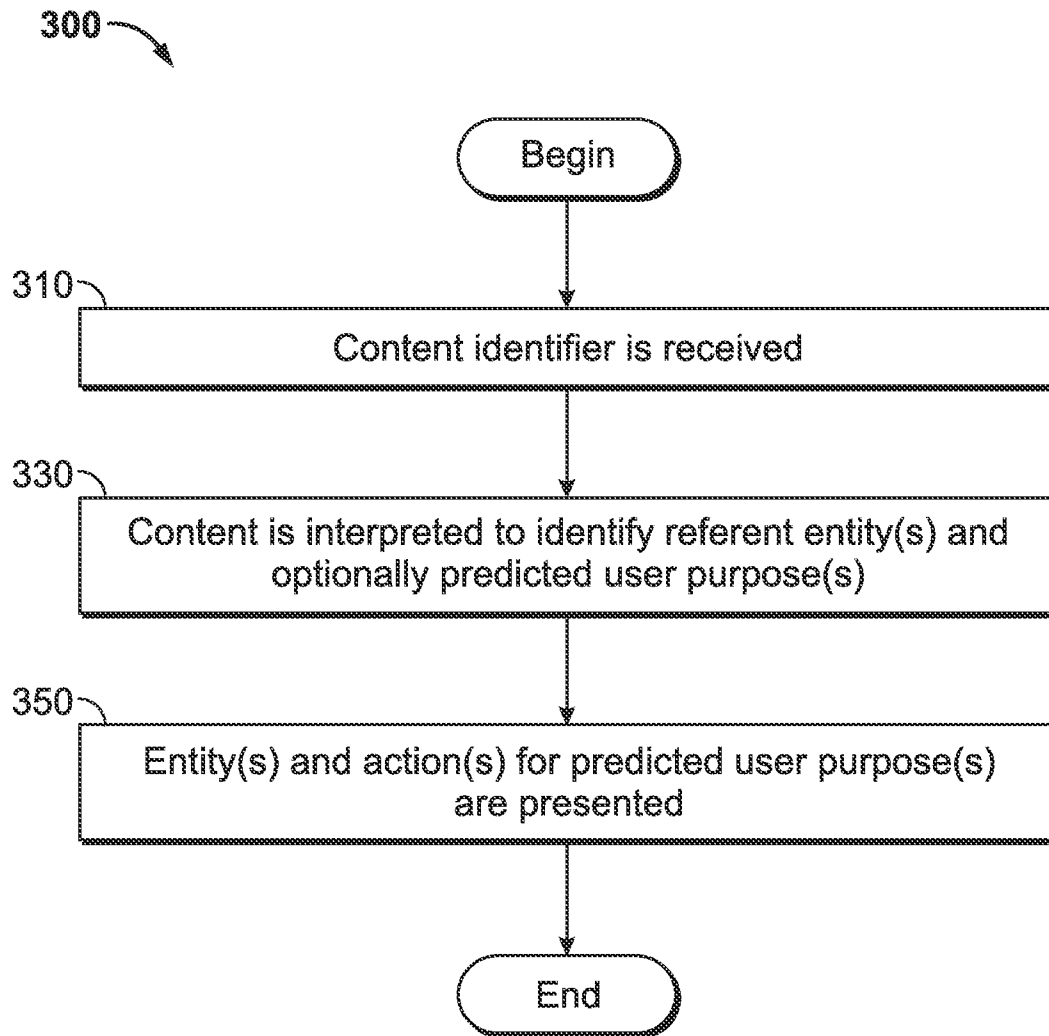 300
Begin
310
Content identifier is received
330
Content is interpreted to identify referent entity(s) and
optionally predicted user purpose(s)
350
Entity(s) and action(s) for predicted user purpose(s)
are presented
End